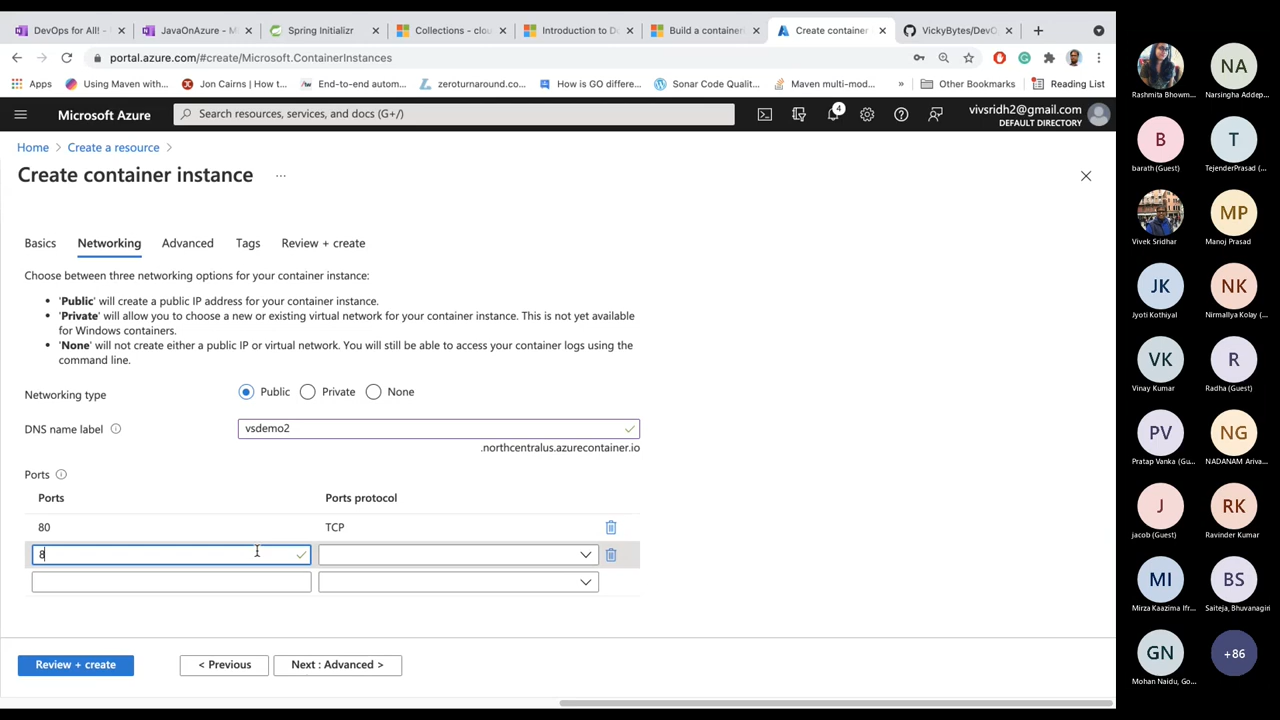 DevOps for All! -
JavaOnAzure - M
Spring Initializr
Collections - clou
Introduction to Do
Build a container
Create container
VickyBytes/DevO
portal.azure.com/#create/Microsoft.ContainerInstances
Apps
Using Maven with...
Jon Cairns | How t...
End-to-end autom...
zeroturnaround.co...
How is GO differe...
Sonar Code Qualit...
Maven multi-mod...
»
Other Bookmarks
Reading List
Microsoft Azure
Search resources, services, and docs (G+/)
4
vivsridh2@gmail.com
DEFAULT DIRECTORY
Home > Create a resource >
Create container instance ...
Basics
Networking
Advanced
Tags
Review + create
Choose between three networking options for your container instance:
• 'Public' will create a public IP address for your container instance.
• 'Private' will allow you to choose a new or existing virtual network for your container instance. This is not yet available
for Windows containers.
• 'None' will not create either a public IP or virtual network. You will still be able to access your container logs using the
command line.
Networking type
Public
Private
None
DNS name label
vsdemo2
.northcentralus.azurecontainer.io
Ports
Ports
Ports protocol
80
TCP
8
Review + create
< Previous
Next : Advanced >
Rashmita Bhowm...
NA
Narsingha Addep...
B
barath (Guest)
T
TejenderPrasad (...
Vivek Sridhar
MP
Manoj Prasad
JK
Jyoti Kothiyal
NK
Nirmallya Kolay (...
VK
Vinay Kumar
R
Radha (Guest)
PV
Pratap Vanka (Gu...
NG
NADANAM Ariva...
J
jacob (Guest)
RK
Ravinder Kumar
MI
Mirza Kaazima Ifr...
BS
Saiteja, Bhuvanagiri
GN
Mohan Naidu, Go...
+86